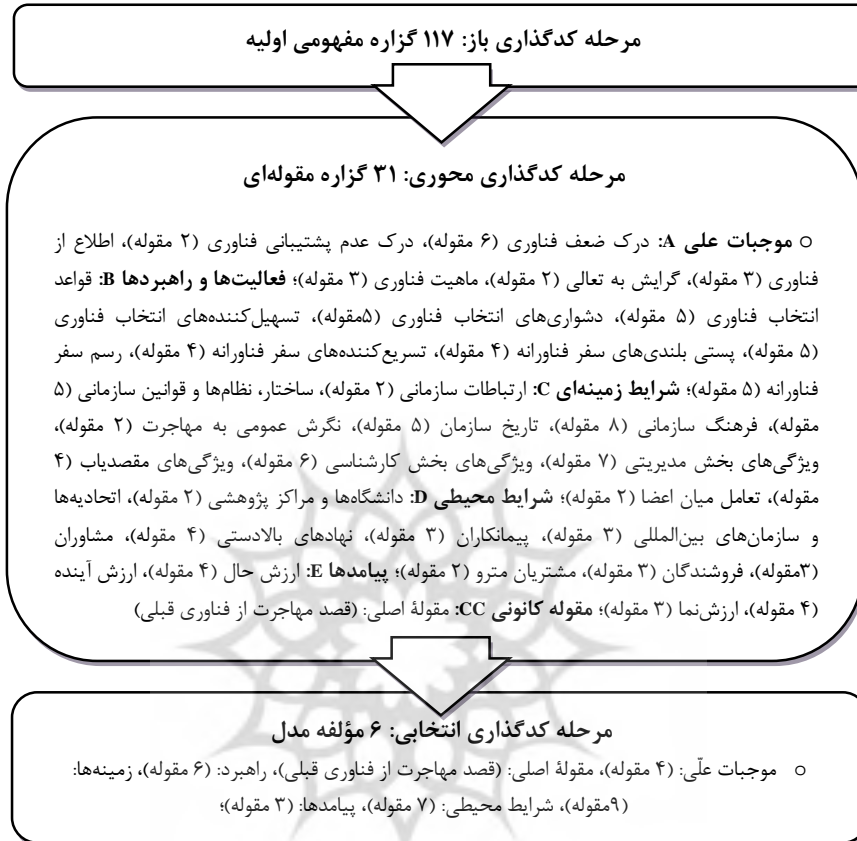 مرحله کدگذاری باز: ۱۱۷ گزاره مفهومی اولیه
مرحله کدگذاری محوری: ۳۱ گزاره مقوله‌ای
○ موجبات علی A: درک ضعف فناوری (۶ مقوله)، درک عدم پشتیبانی فناوری (۲ مقوله)، اطلاع از
فناوری (۳ مقوله)، گرایش به تعالی (۲ مقوله)، ماهیت فناوری (۳ مقوله)؛ فعالیت‌ها و راهبردها B: قواعد
انتخاب فناوری (۵ مقوله)، دشواری‌های انتخاب فناوری (۵مقوله)، تسهیل‌کننده‌های انتخاب فناوری
(۵ مقوله)، پستی بلندی‌های سفر فناورانه (۴ مقوله)، تسریع‌کننده‌های سفر فناورانه (۴ مقوله)، رسم سفر
فناورانه (۵ مقوله)؛ شرایط زمینه‌ای C: ارتباطات سازمانی (۲ مقوله)، ساختار، نظام‌ها و قوانین سازمانی (۵
مقوله)، فرهنگ سازمانی (۸ مقوله)، تاریخ سازمان (۵ مقوله)، نگرش عمومی به مهاجرت (۲ مقوله)،
ویژگی‌های بخش مدیریتی (۷ مقوله)، ویژگی‌های بخش کارشناسی (۶ مقوله)، ویژگی‌های مقصدیاب (۴
مقوله)، تعامل میان اعضا (۲ مقوله)؛ شرایط محیطی D: دانشگاه‌ها و مراکز پژوهشی (۲ مقوله)، اتحادیه‌ها
و سازمان‌های بین‌المللی (۳ مقوله)، پیمانکاران (۳ مقوله)، نهادهای بالادستی (۴ مقوله)، مشاوران
(۳مقوله)، فروشندگان (۳ مقوله)، مشتریان مترو (۲ مقوله)؛ پیامدها E: ارزش حال (۴ مقوله)، ارزش آینده
(۴ مقوله)، ارزش‌نما (۳ مقوله)؛ مقوله کانونی CC: مقولۀ اصلی: (قصد مهاجرت از فناوری قبلی)
مرحله کدگذاری انتخابی: ۶ مؤلفه مدل
○ موجبات علّی: (۴ مقوله)، مقولۀ اصلی: (قصد مهاجرت از فناوری قبلی)، راهبرد: (۶ مقوله)، زمینه‌ها:
(۹مقوله)، شرایط محیطی: (۷ مقوله)، پیامدها: (۳ مقوله)؛